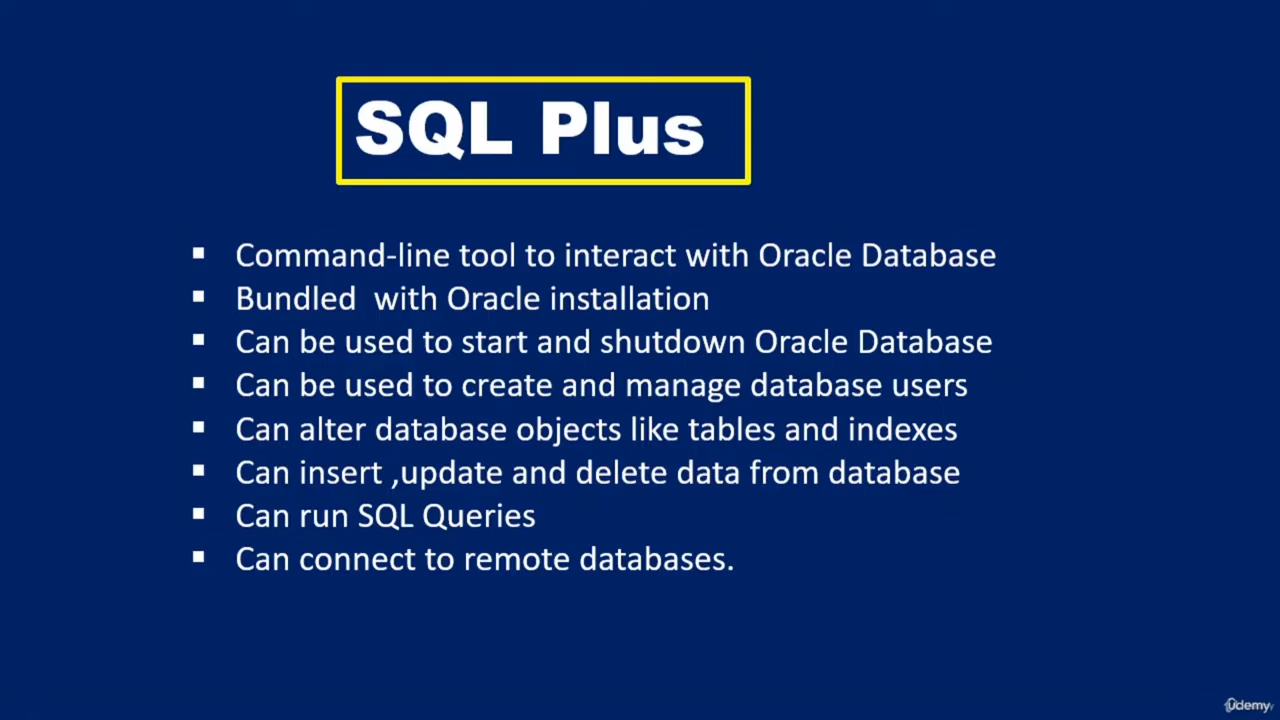 SQL Plus
▪ Command-line tool to interact with Oracle Database
▪ Bundled  with Oracle installation
▪ Can be used to start and shutdown Oracle Database
▪ Can be used to create and manage database users
▪ Can alter database objects like tables and indexes
▪ Can insert ,update and delete data from database
▪ Can run SQL Queries
▪ Can connect to remote databases.
ûdemy